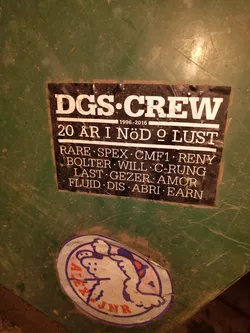 DGS·CREW
1996-2016
20 ÅR I NöD o LUST
RARE · SPEX · CMF1 · RENY
BOLTER · WILL · C-RUNG
LAST · GEZER · AMOR
FLUID · DIS · ABRI · EARN